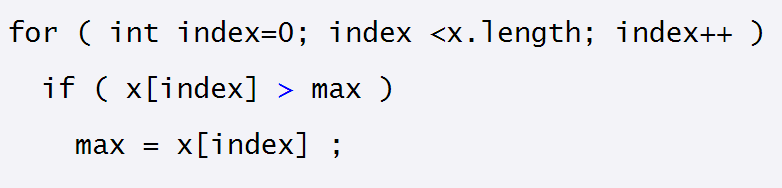 for ( int index=0; index <x.length; index++ )
if ( x[index] > max )
max = x[index] ;